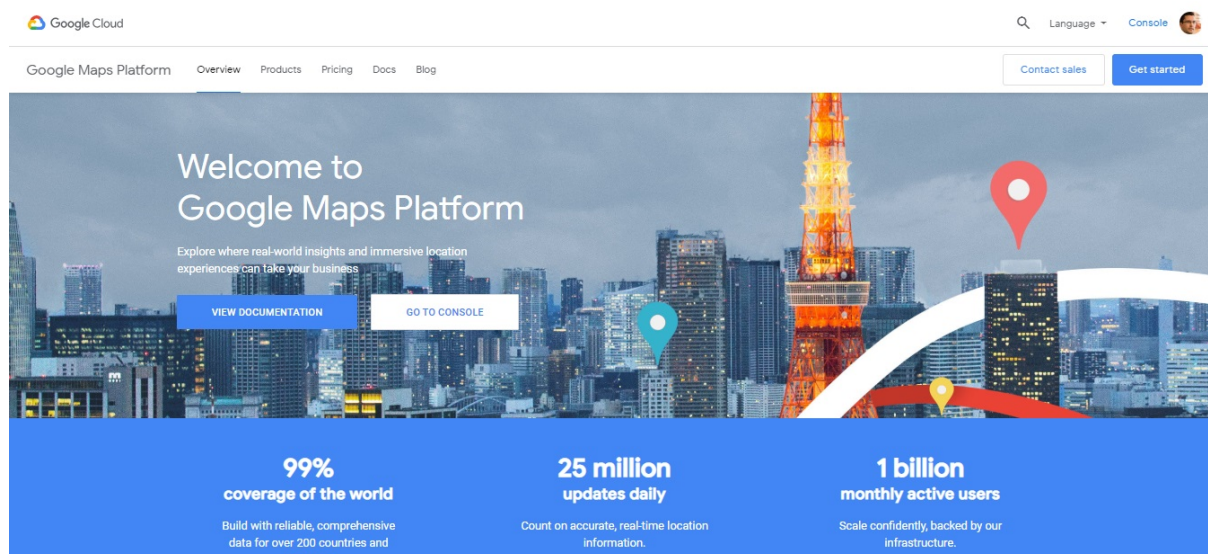 Google Cloud
Language
Console
Google Maps Platform
Overview
Products
Pricing
Docs
Blog
Contact sales
Get started
Welcome to
Google Maps Platform
Explore where real-world insights and immersive location
experiences can take your business
VIEW DOCUMENTATION
GO TO CONSOLE
99%
coverage of the world
Build with reliable, comprehensive
data for over 200 countries and
25 million
updates daily
Count on accurate, real-time location
information.
1 billion
monthly active users
Scale confidently, backed by our
infrastructure.